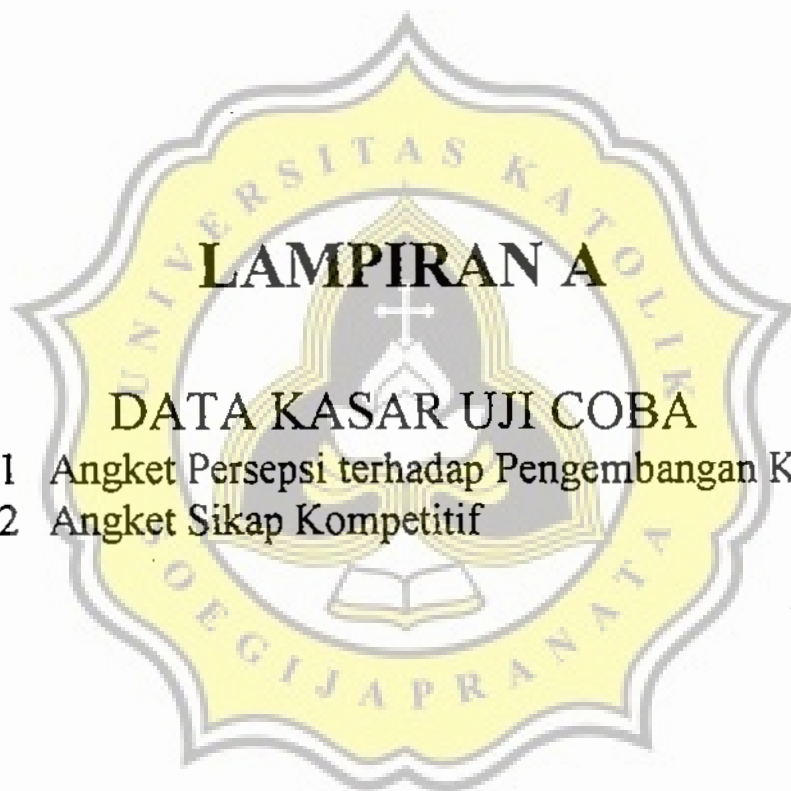 UNIVERSITAS KATOLIK
LAMPIRAN A
DATA KASAR UJI COBA
1 Angket Persepsi terhadap Pengembangan K
2 Angket Sikap Kompetitif
SOEGIJAPRANATA